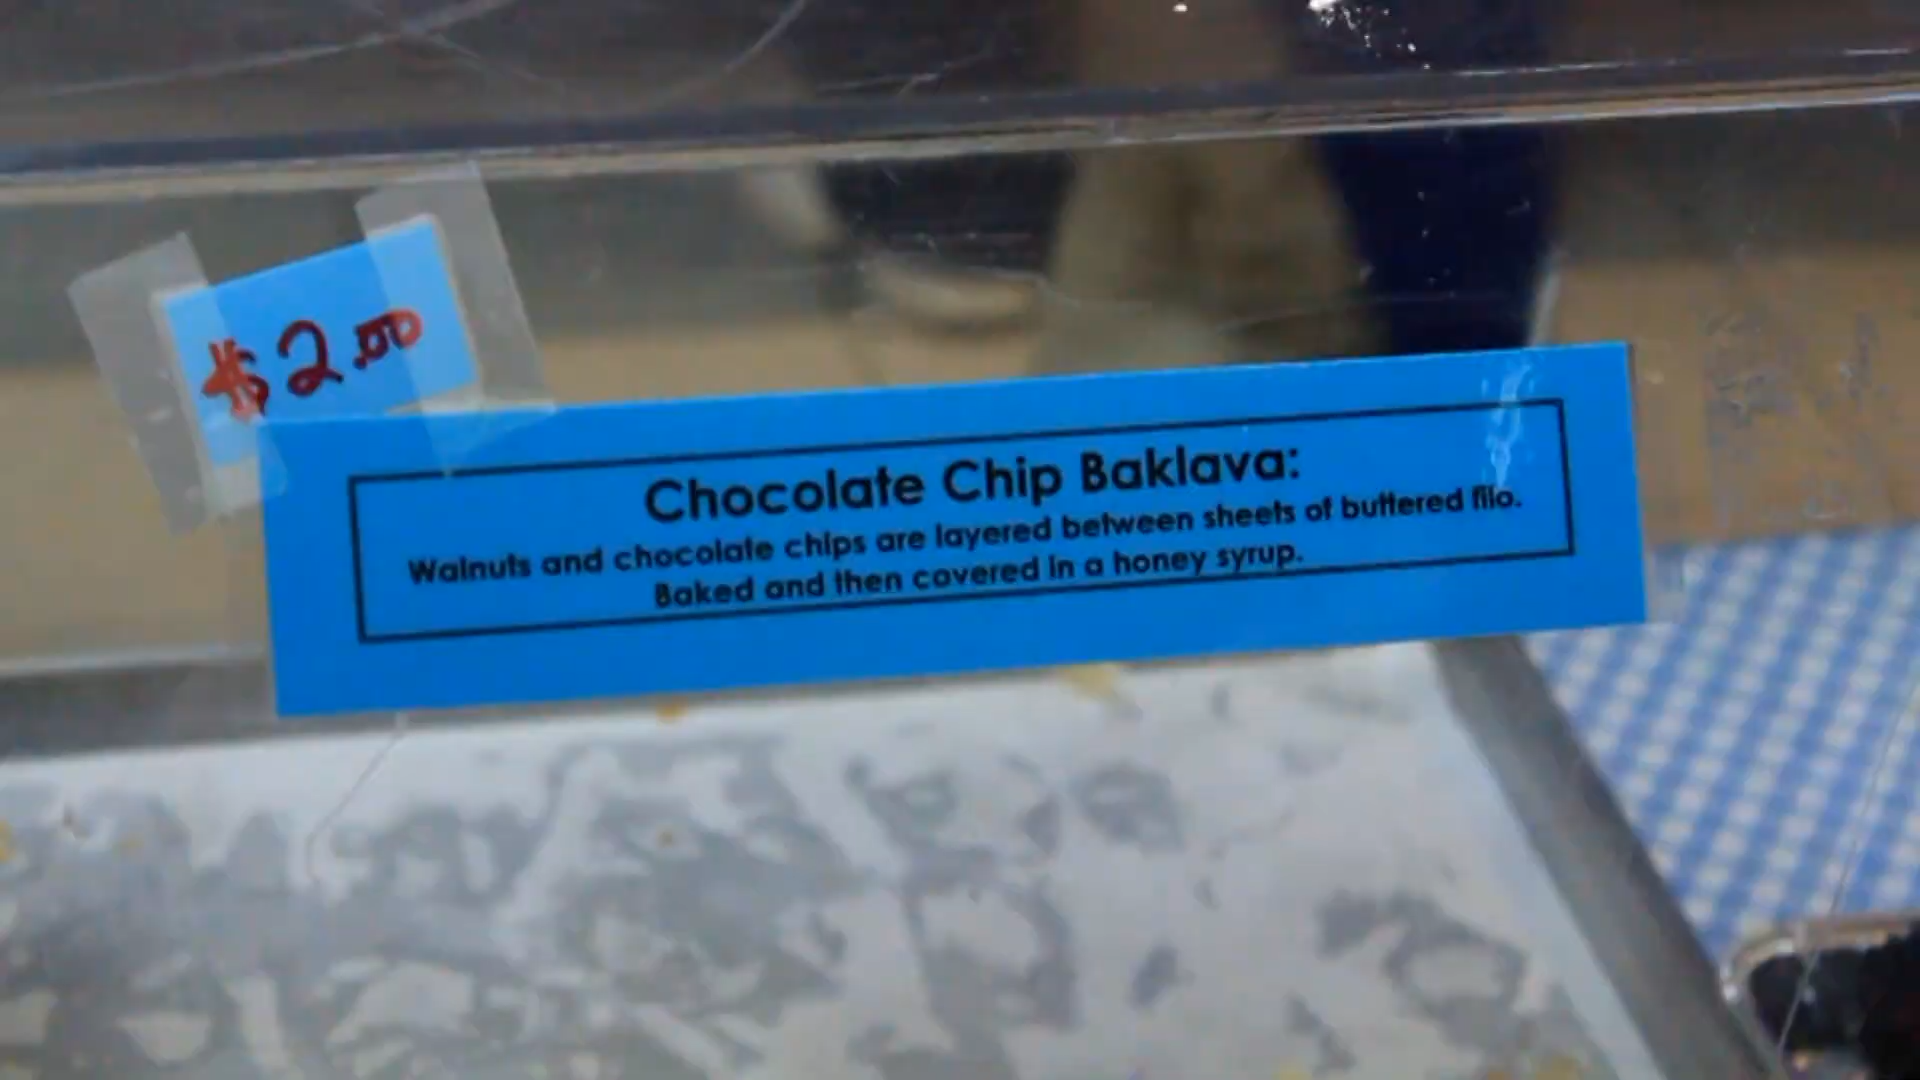 $2.00
Chocolate Chip Baklava:
Walnuts and chocolate chips are layered between sheets of buttered filo.
Baked and then covered in a honey syrup.